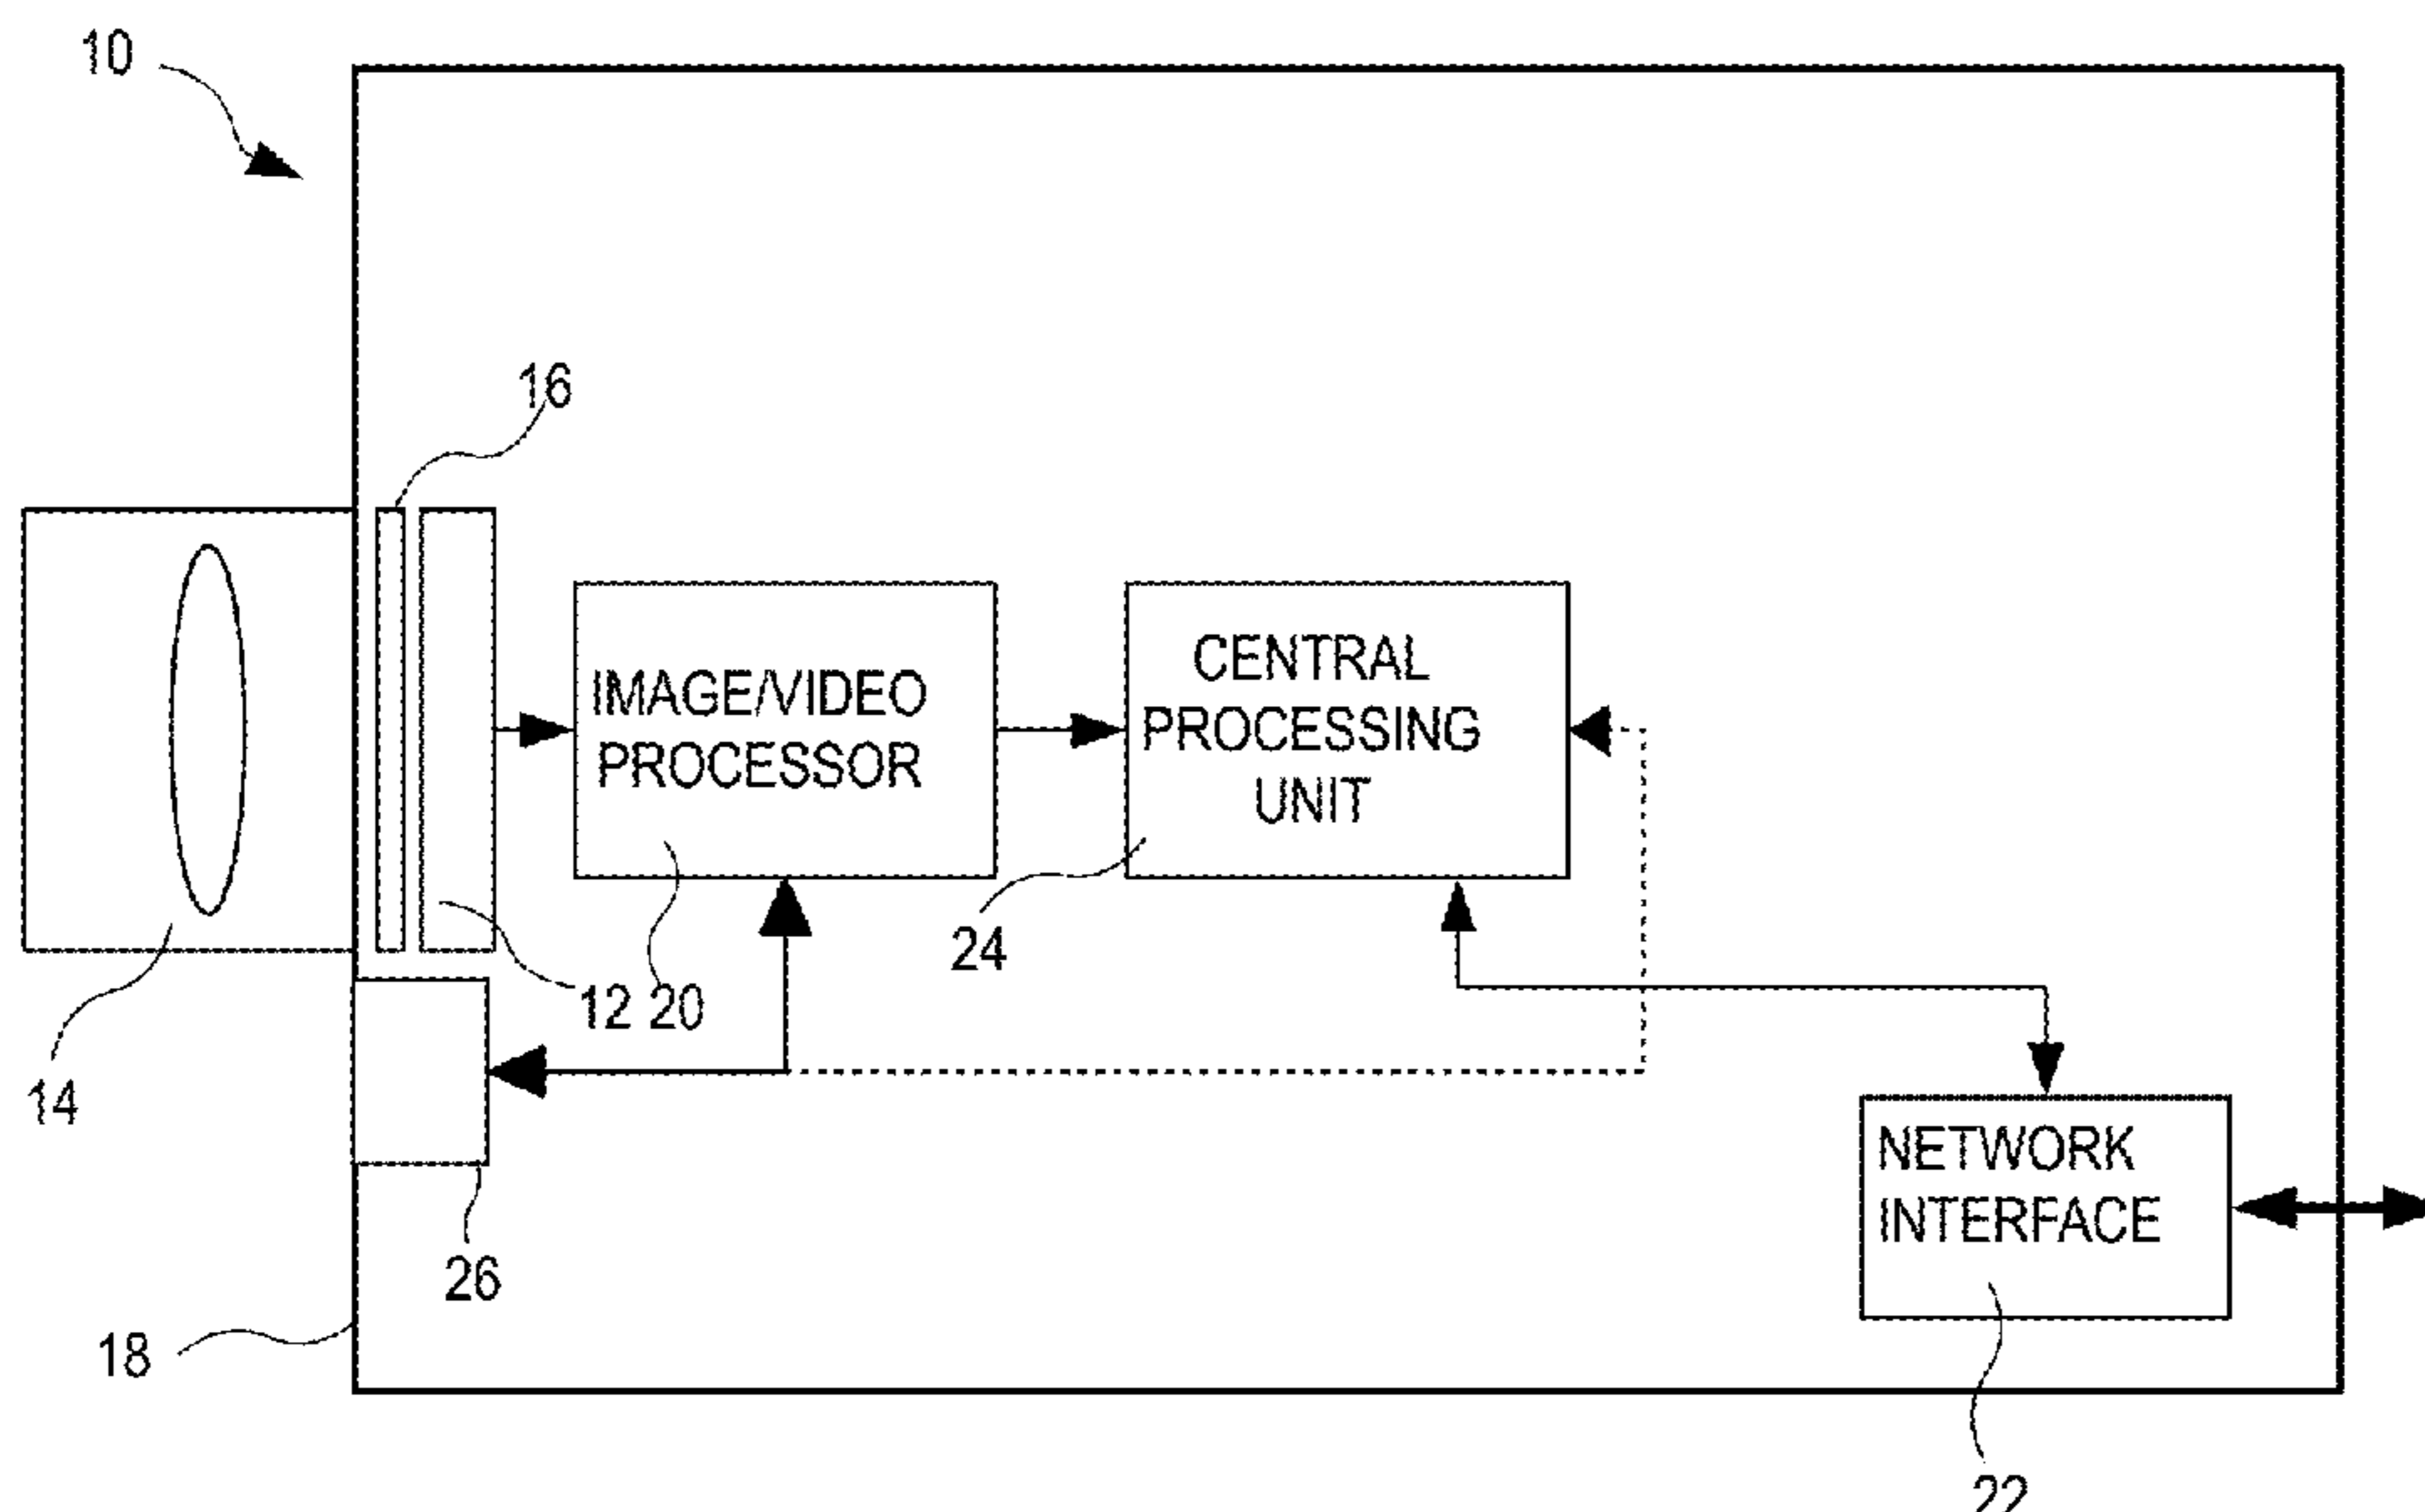 10
16
IMAGE/VIDEO
PROCESSOR
CENTRAL
PROCESSING
UNIT
24
12 20
14
NETWORK
INTERFACE
26
18
22